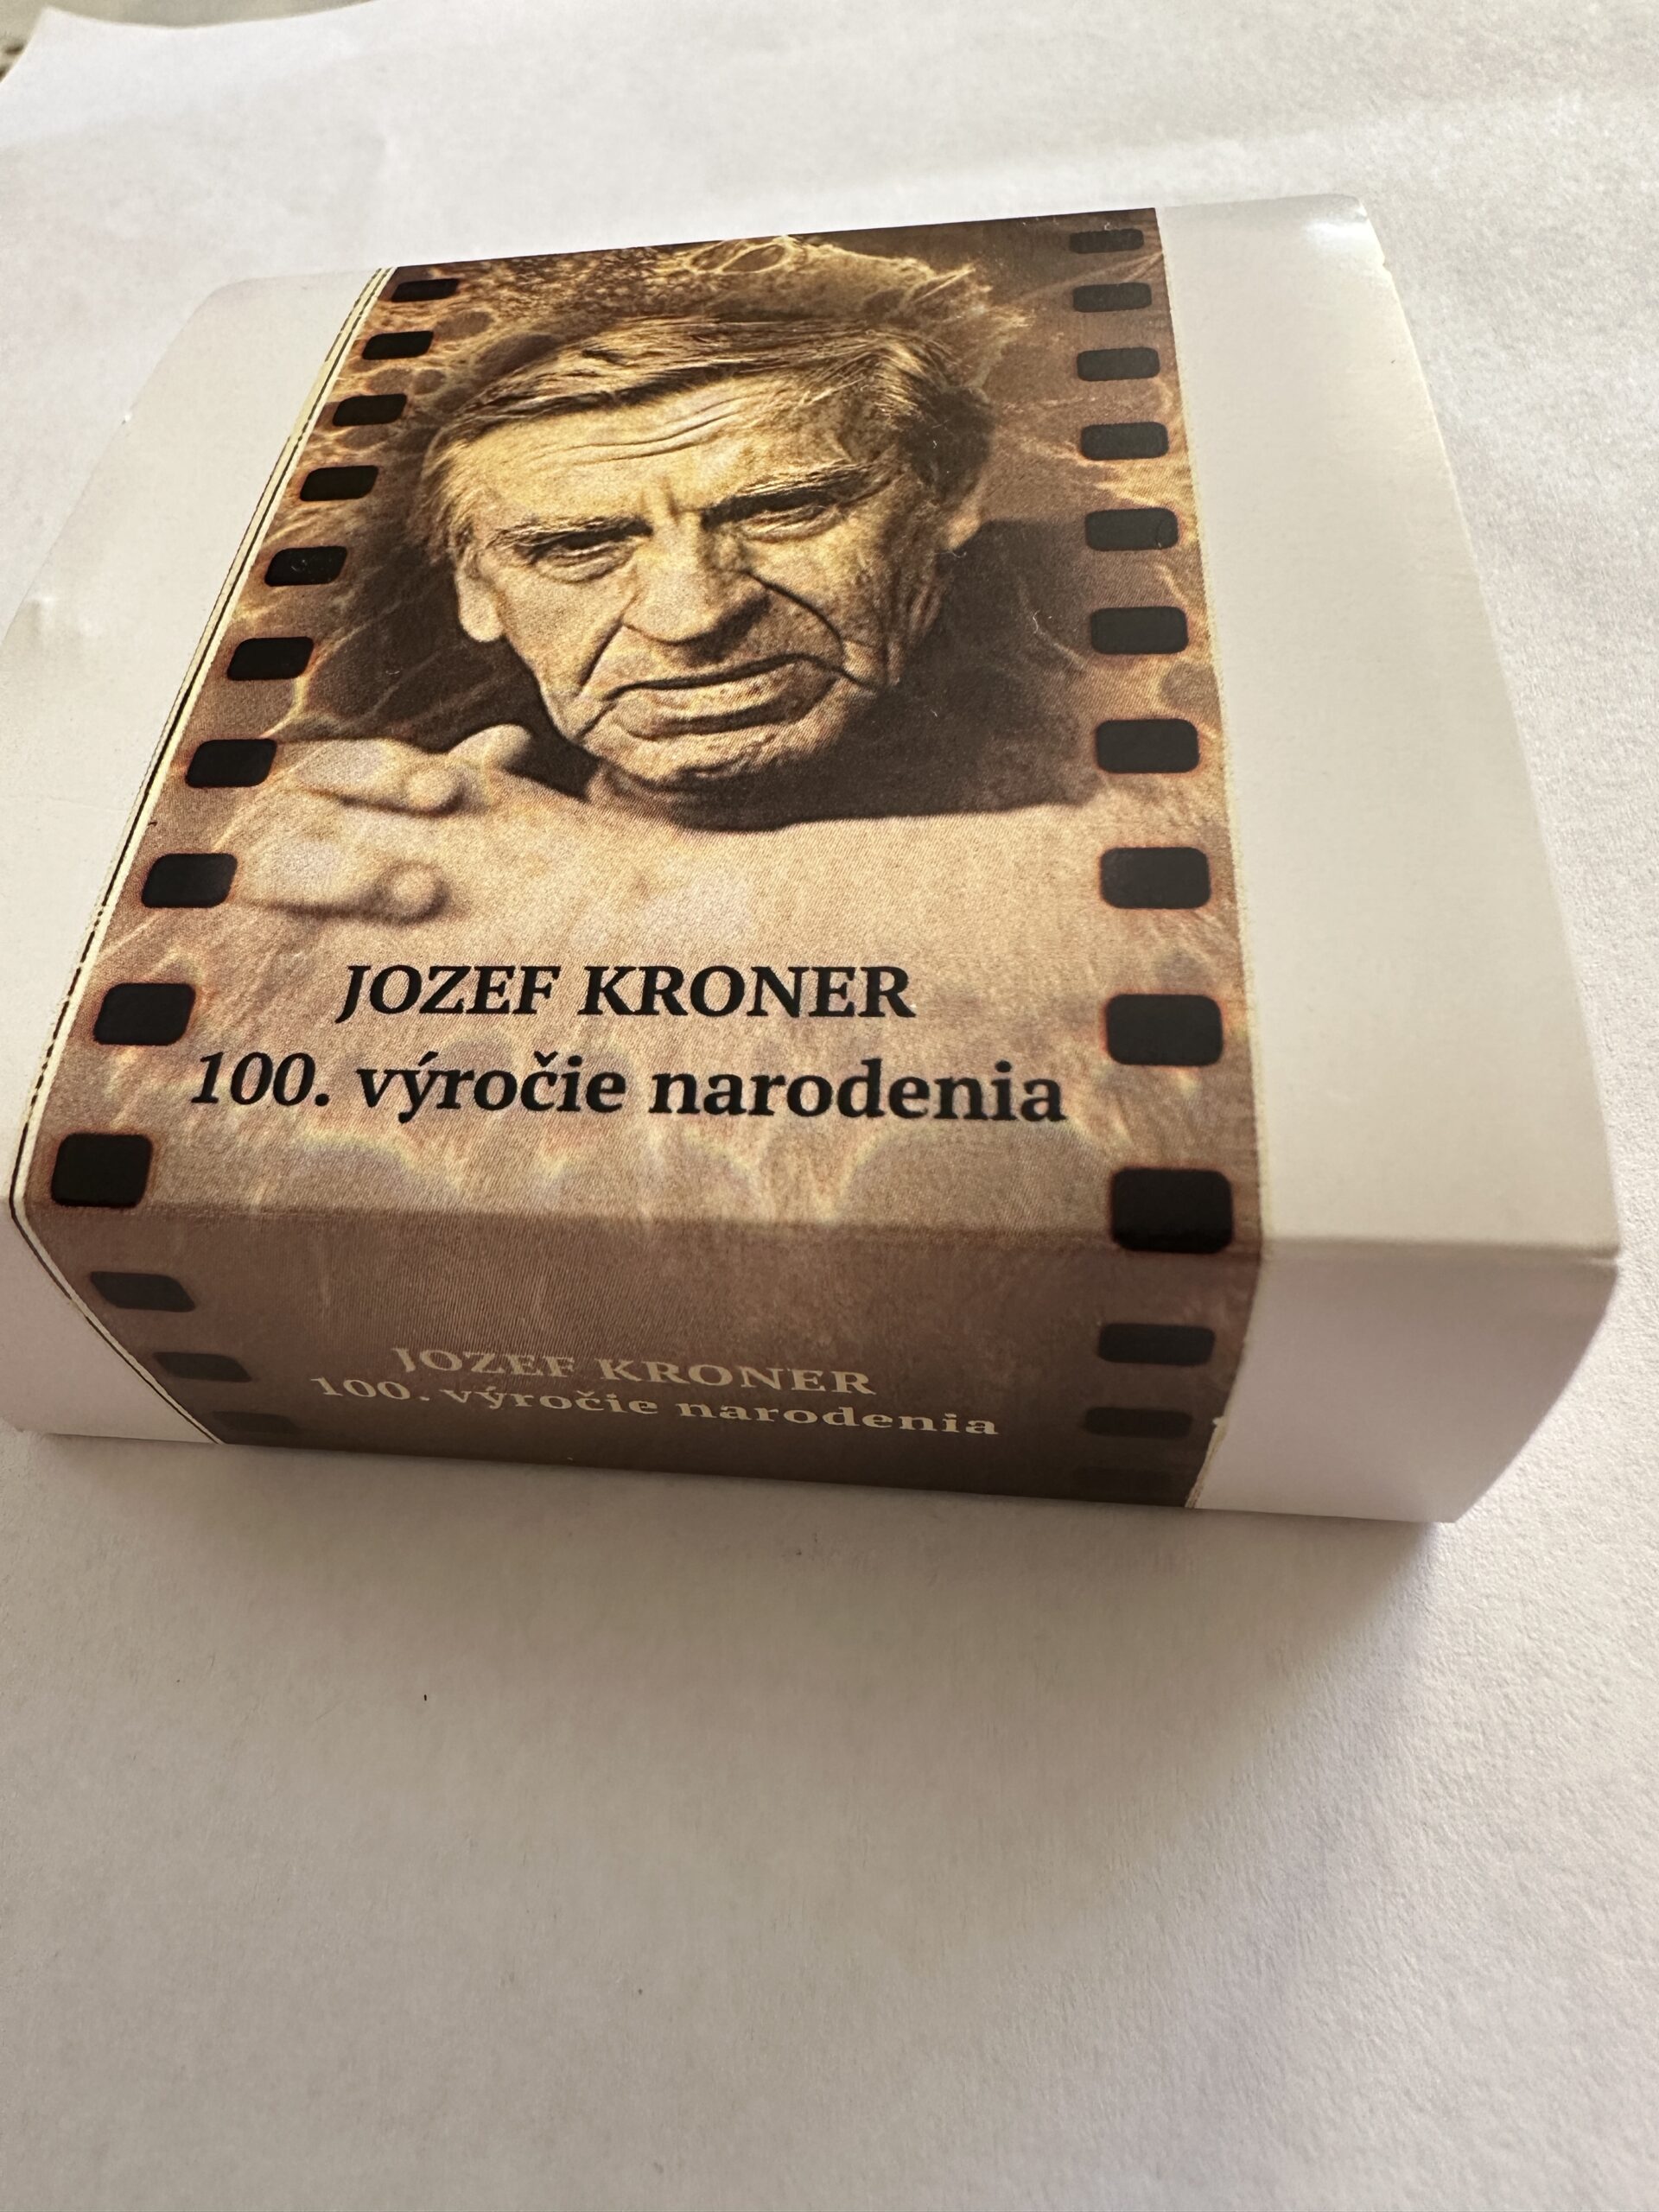 JOZEF KRONER
100. výročie narodenia
JOZEF KRONER
100. výročie narodenia